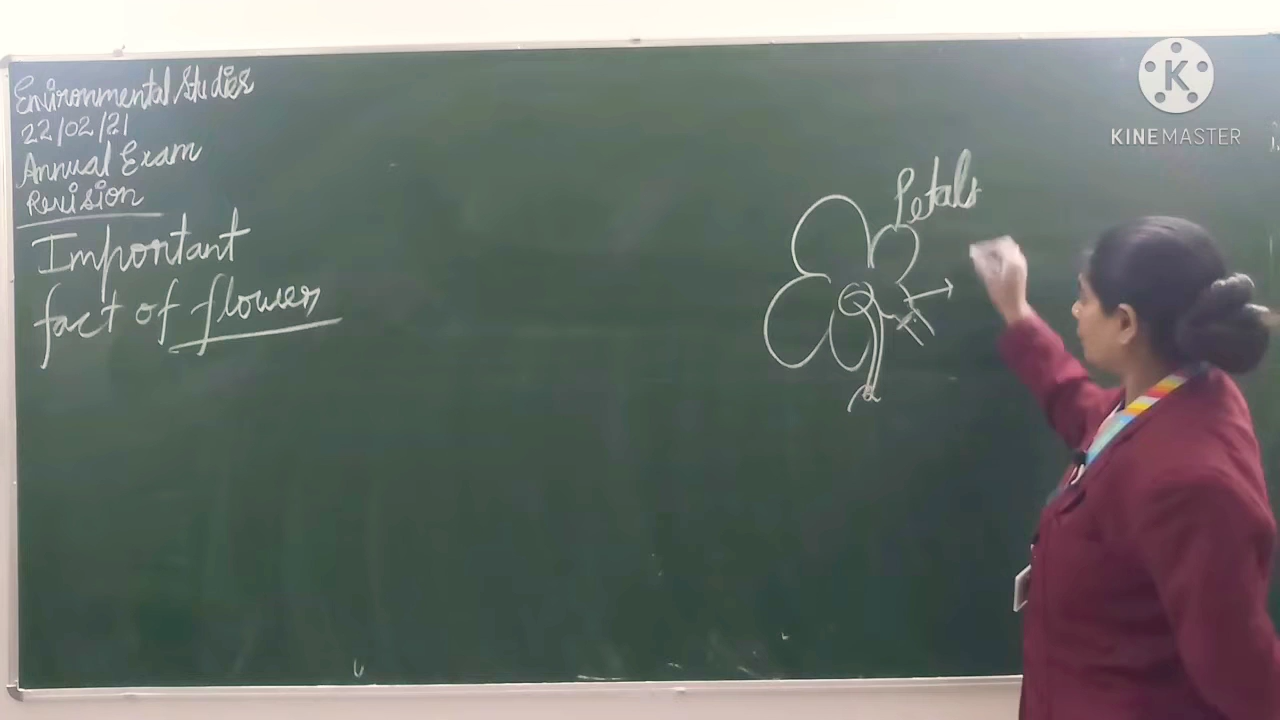 Environmental Studies
22/02/21
Annual Exam
Revision
Important
fact of flower
Petals
K
KINEMASTER